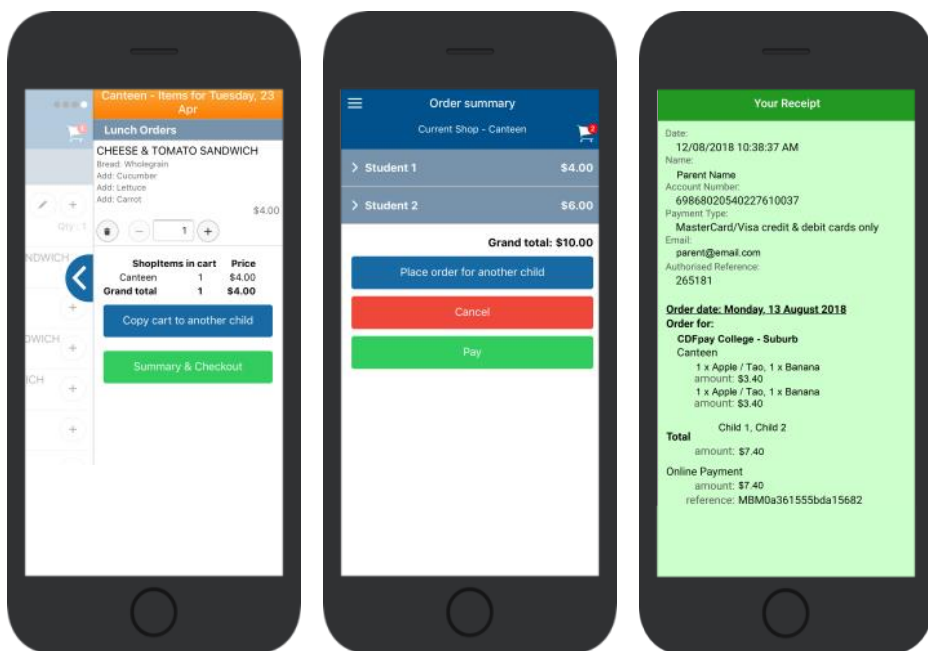 Canteen - Items for Tuesday, 23
Apr
Lunch Orders
CHEESE & TOMATO SANDWICH
Bread: Wholegrain
Add: Cucumber
Add: Lettuce
Add: Carrot
$4.00
1
Qty: 1
NDWICH
DWICH
ICH
ShopItems in cart Price
Canteen 1 $4.00
Grand total 1 $4.00
Copy cart to another child
Summary & Checkout
Order summary
Current Shop - Canteen
2
Student 1 $4.00
Student 2 $6.00
Grand total: $10.00
Place order for another child
Cancel
Pay
Your Receipt
Date:
12/08/2018 10:38:37 AM
Name:
Parent Name
Account Number:
69868020540227610037
Payment Type:
MasterCard/Visa credit & debit cards only
Email:
parent@email.com
Authorised Reference:
265181
Order date: Monday, 13 August 2018
Order for:
CDFpay College - Suburb
Canteen
1 x Apple / Tao, 1 x Banana
amount: $3.40
1 x Apple / Tao, 1 x Banana
amount: $3.40
Child 1, Child 2
Total
amount: $7.40
Online Payment
amount: $7.40
reference: MBM0a361555bda15682